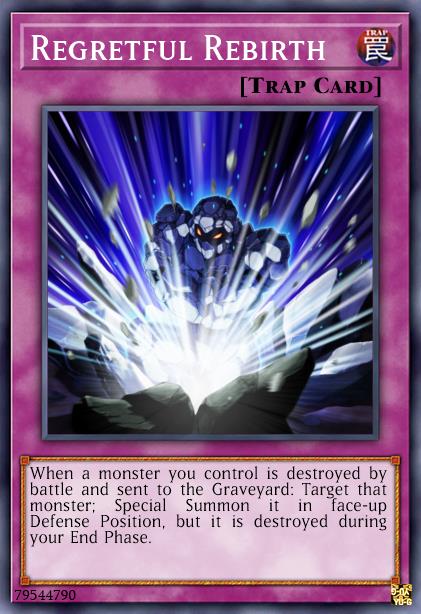 Regretful Rebirth
TRAP
罠
[Trap Card]
When a monster you control is destroyed by
battle and sent to the Graveyard: Target that
monster; Special Summon it in face-up
Defense Position, but it is destroyed during
your End Phase.
79544790